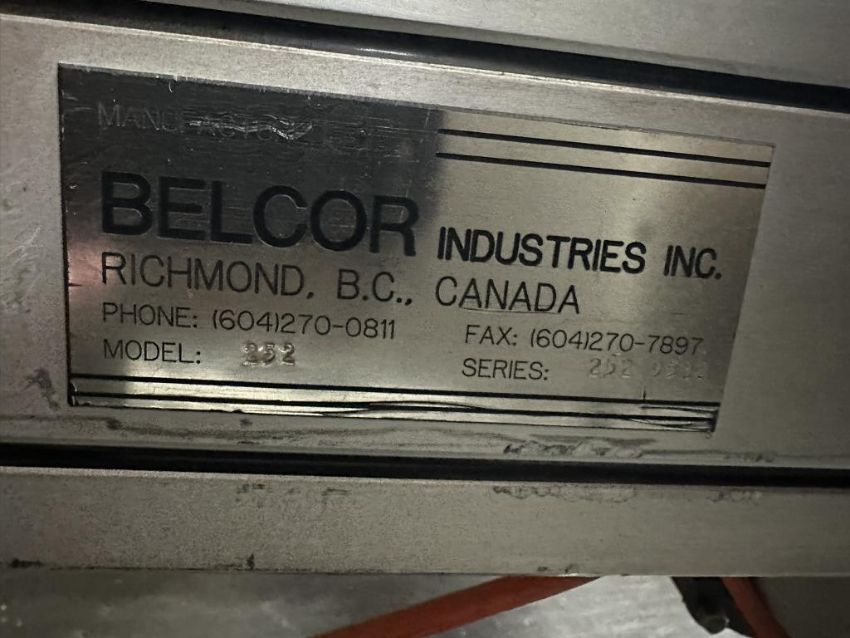 BELCOR INDUSTRIES INC.
RICHMOND, B.C., CANADA
PHONE: (604)270-0811 FAX: (604)270-7897
MODEL: 252 SERIES: 252